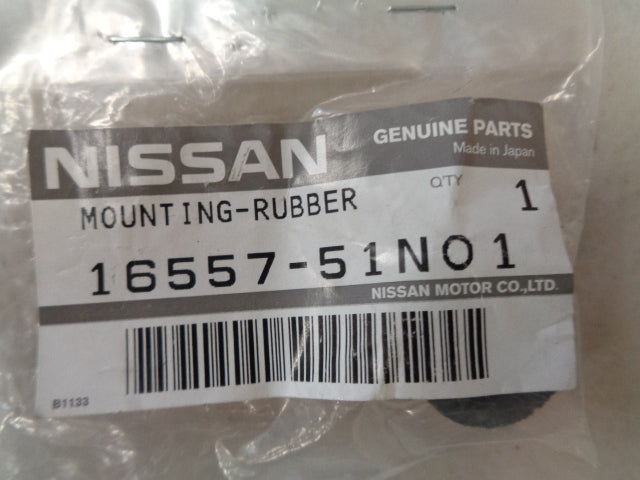 NISSAN
GENUINE PARTS
Made in Japan
MOUNTING-RUBBER
QTY 1
16557-51N01
NISSAN MOTOR CO.,LTD.
B1133